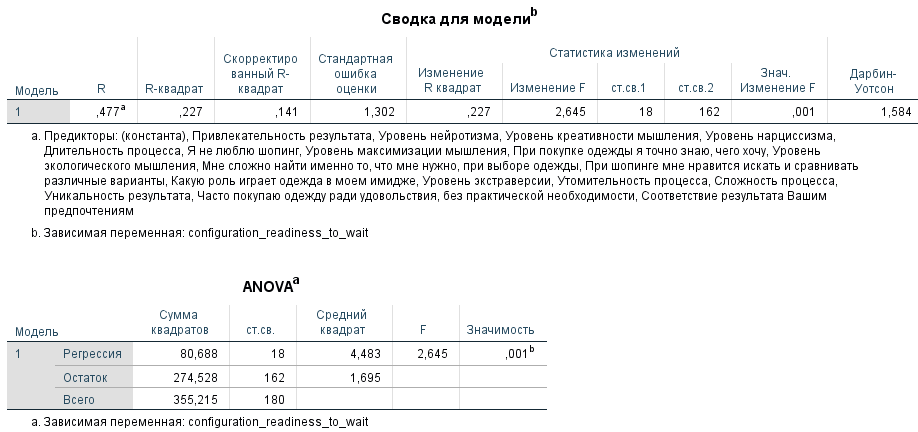 Сводка для модели b
Статистика изменений
Модель R R-квадрат Скорректиро ванный R-квадрат Стандартная ошибка оценки Изменение R квадрат Изменение F ст.св.1 ст.св.2 Знач. Изменение F Дарбин-Уотсон
1 ,477a ,227 ,141 1,302 ,227 2,645 18 162 ,001 1,584
a. Предикторы: (константа), Привлекательность результата, Уровень нейротизма, Уровень креативности мышления, Уровень нарциссизма,
Длительность процесса, Я не люблю шопинг, Уровень максимизации мышления, При покупке одежды я точно знаю, чего хочу, Уровень
экологического мышления, Мне сложно найти именно то, что мне нужно, при выборе одежды, При шопинге мне нравится искать и сравнивать
различные варианты, Какую роль играет одежда в моем имидже, Уровень экстраверсии, Утомительность процесса, Сложность процесса,
Уникальность результата, Часто покупаю одежду ради удовольствия, без практической необходимости, Соответствие результата Вашим
предпочтениям
b. Зависимая переменная: configuration_readiness_to_wait
ANOVAa
Модель Сумма квадратов ст.св. Средний квадрат F Значимость
1 Регрессия 80,688 18 4,483 2,645 ,001b
Остаток 274,528 162 1,695
Всего 355,215 180
a. Зависимая переменная: configuration_readiness_to_wait